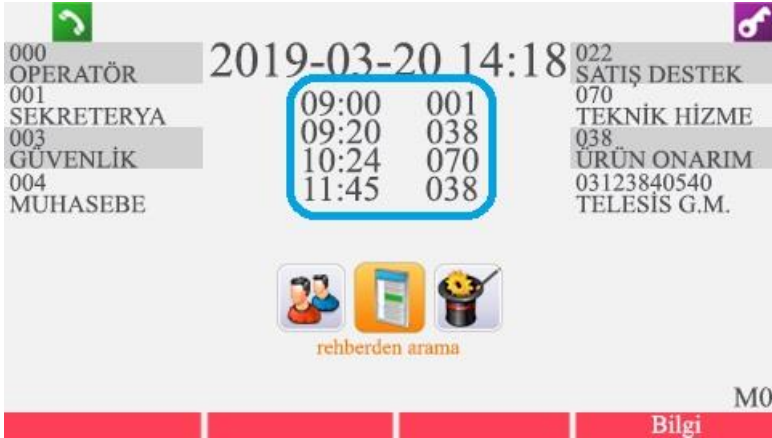 2019-03-20 14:18
000
OPERATÖR
001
SEKRETERYA
003
GÜVENLİK
004
MUHASEBE
09:00 001
09:20 038
10:24 070
11:45 038
022
SATIŞ DESTEK
070
TEKNİK HİZME
038
ÜRÜN ONARIM
03123840540
TELESİS G.M.
rehberden arama
M0
Bilgi